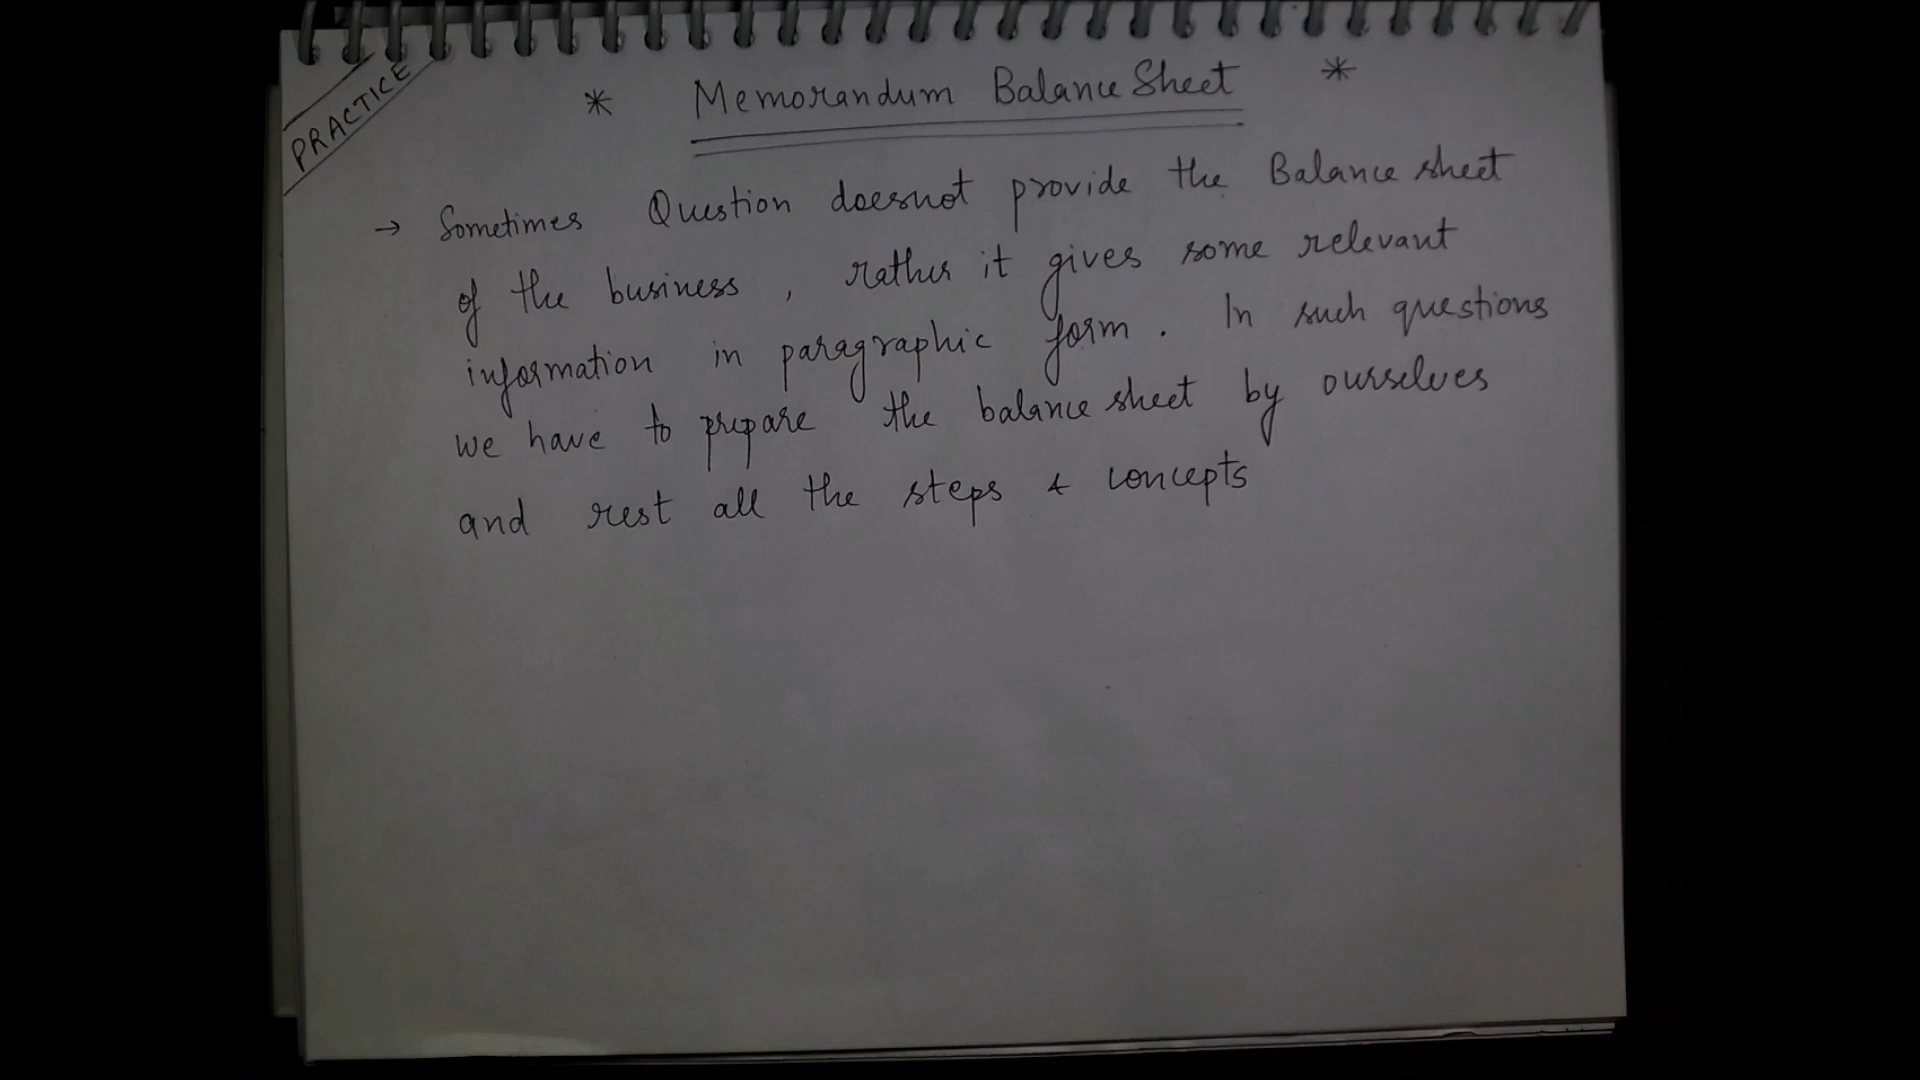 PRACTICE
* Memorandum Balance Sheet *
→ Sometimes Question doesnot provide the Balance sheet
of the business , rather it gives some relevant
information in paragraphic form . In such questions
we have to prepare the balance sheet by ourselves
and rest all the steps & concepts